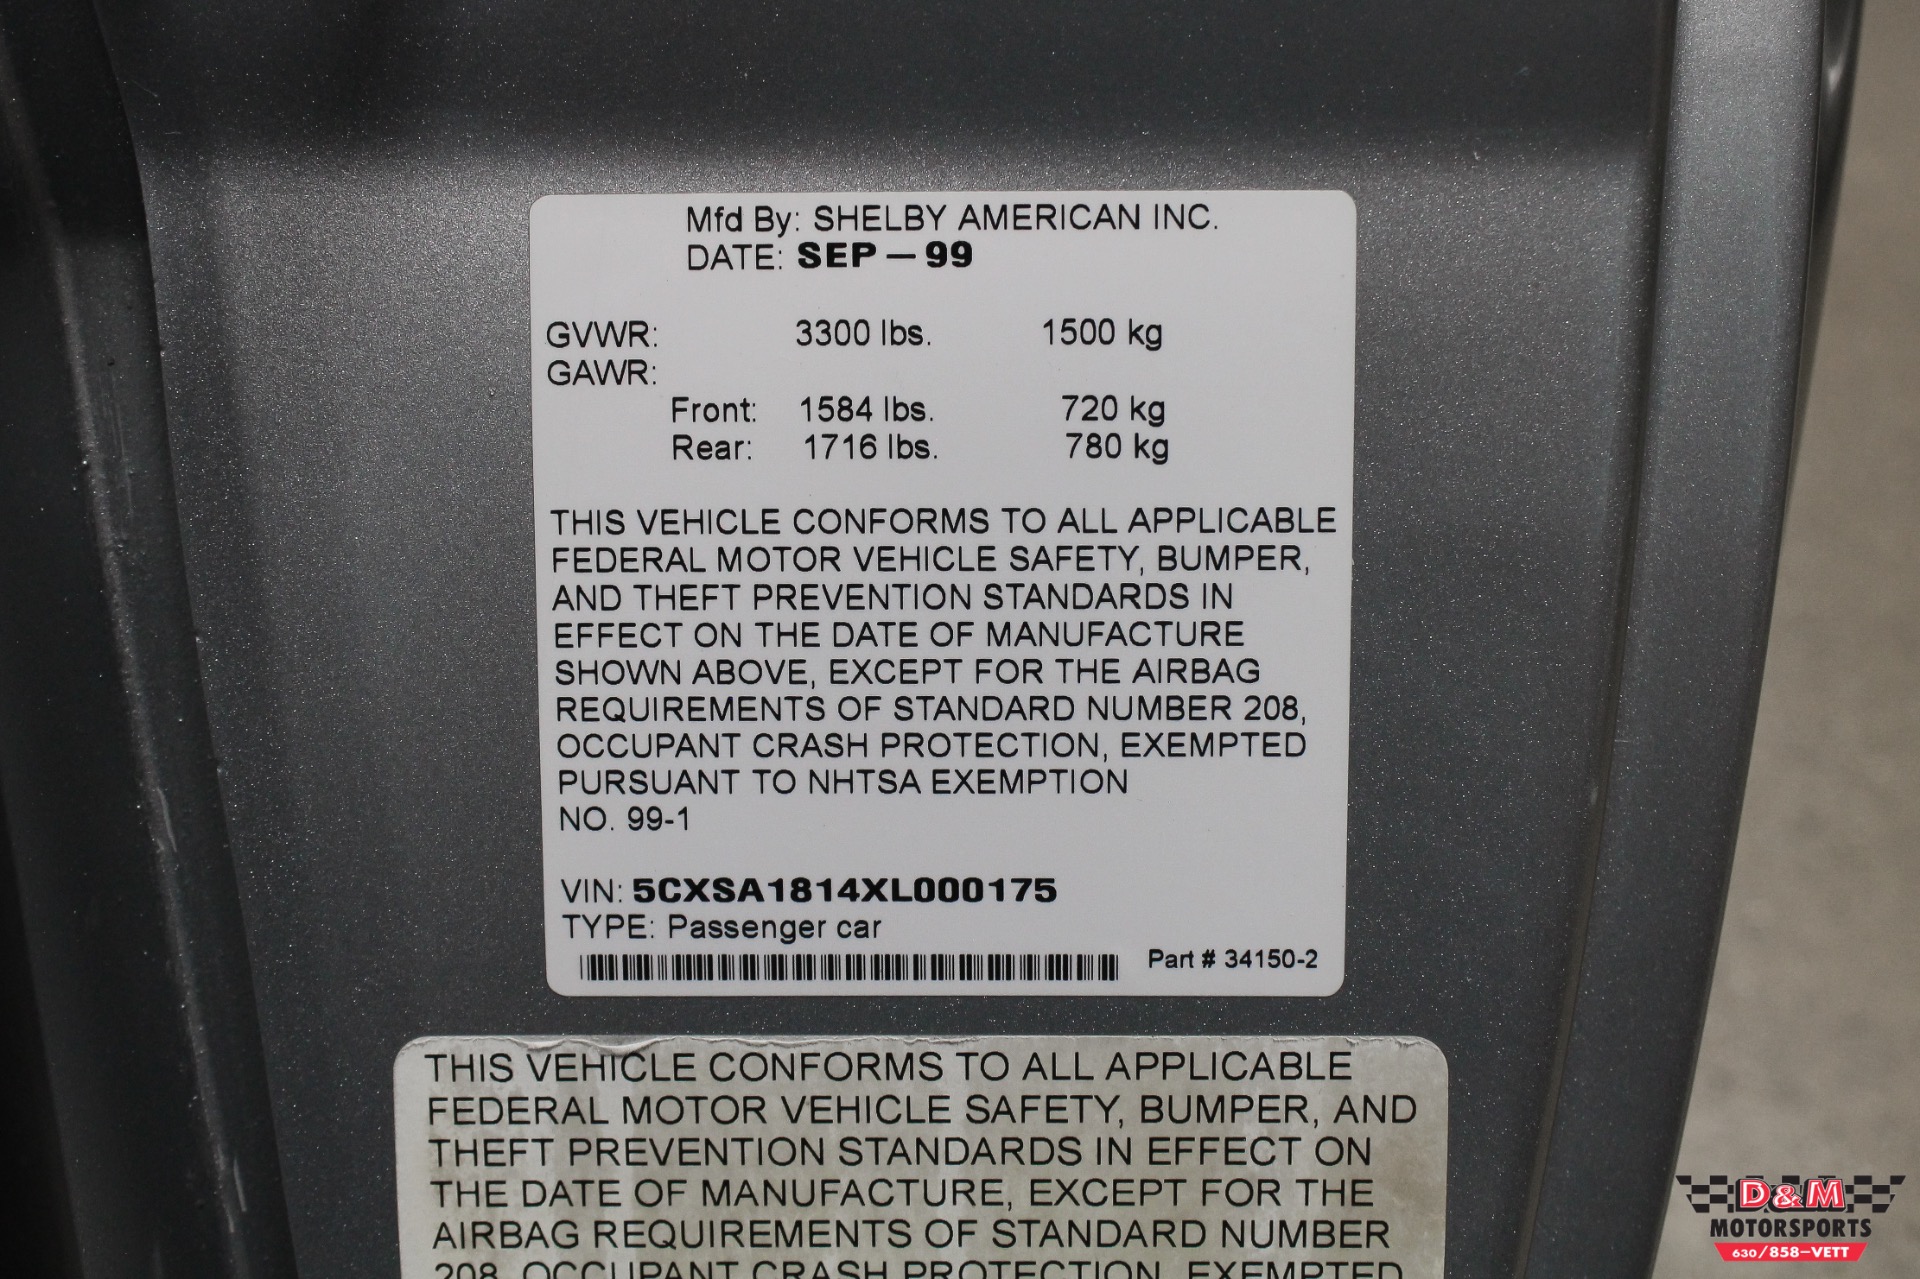 Mfd By: SHELBY AMERICAN INC.
DATE: SEP – 99
GVWR: 3300 lbs. 1500 kg
GAWR:
Front: 1584 lbs. 720 kg
Rear: 1716 lbs. 780 kg
THIS VEHICLE CONFORMS TO ALL APPLICABLE
FEDERAL MOTOR VEHICLE SAFETY, BUMPER,
AND THEFT PREVENTION STANDARDS IN
EFFECT ON THE DATE OF MANUFACTURE
SHOWN ABOVE, EXCEPT FOR THE AIRBAG
REQUIREMENTS OF STANDARD NUMBER 208,
OCCUPANT CRASH PROTECTION, EXEMPTED
PURSUANT TO NHTSA EXEMPTION
NO. 99-1
VIN: 5CXSA1814XL000175
TYPE: Passenger car
Part # 34150-2
THIS VEHICLE CONFORMS TO ALL APPLICABLE
FEDERAL MOTOR VEHICLE SAFETY, BUMPER, AND
THEFT PREVENTION STANDARDS IN EFFECT ON
THE DATE OF MANUFACTURE, EXCEPT FOR THE
AIRBAG REQUIREMENTS OF STANDARD NUMBER
208, OCCUPANT CRASH PROTECTION, EXEMPTED
D&M
MOTORSPORTS
630/858-VETT